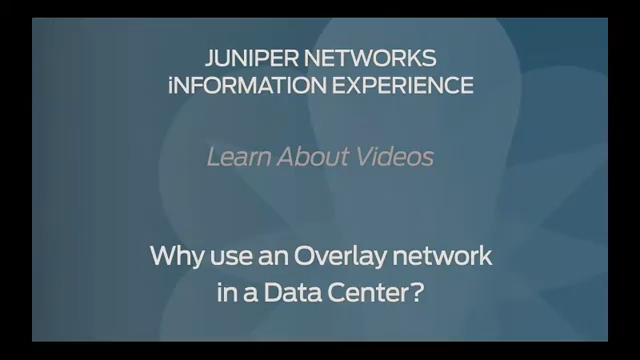 JUNIPER NETWORKS
iNFORMATION EXPERIENCE
Learn About Videos
Why use an Overlay network
in a Data Center?